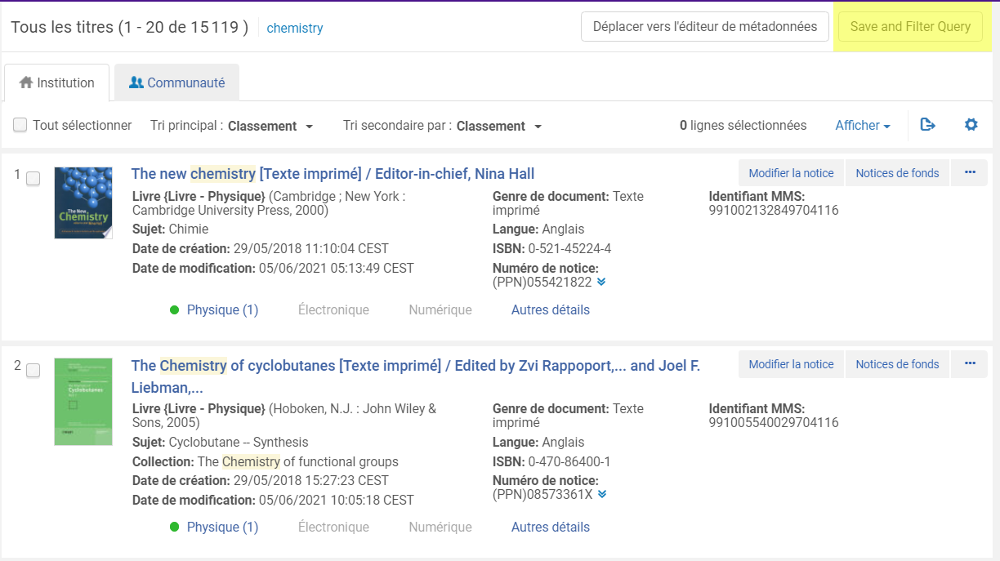 Tous les titres (1 - 20 de 15 119 ) chemistry Déplacer vers l'éditeur de métadonnées Save and Filter Query
Institution Communauté
Tout sélectionner Tri principal : Classement Tri secondaire par : Classement 0 lignes sélectionnées Afficher
1
The New
Chemistry
The new chemistry [Texte imprimé] / Editor-in-chief, Nina Hall
Modifier la notice Notices de fonds
Livre {Livre - Physique} (Cambridge ; New York :
Cambridge University Press, 2000)
Sujet: Chimie
Date de création: 29/05/2018 11:10:04 CEST
Date de modification: 05/06/2021 05:13:49 CEST
Genre de document: Texte
imprimé
Langue: Anglais
ISBN: 0-521-45224-4
Numéro de notice:
(PPN)055421822
Identifiant MMS:
991002132849704116
Physique (1) Électronique Numérique Autres détails
2
Cyclobutanes
The Chemistry of cyclobutanes [Texte imprimé] / Edited by Zvi Rappoport,... and Joel F.
Liebman,...
Modifier la notice Notices de fonds
Livre {Livre - Physique} (Hoboken, N.J. : John Wiley &
Sons, 2005)
Sujet: Cyclobutane -- Synthesis
Collection: The Chemistry of functional groups
Date de création: 29/05/2018 15:27:23 CEST
Date de modification: 05/06/2021 10:05:18 CEST
Genre de document: Texte
imprimé
Langue: Anglais
ISBN: 0-470-86400-1
Numéro de notice:
(PPN)08573361X
Identifiant MMS:
991005540029704116
Physique (1) Électronique Numérique Autres détails